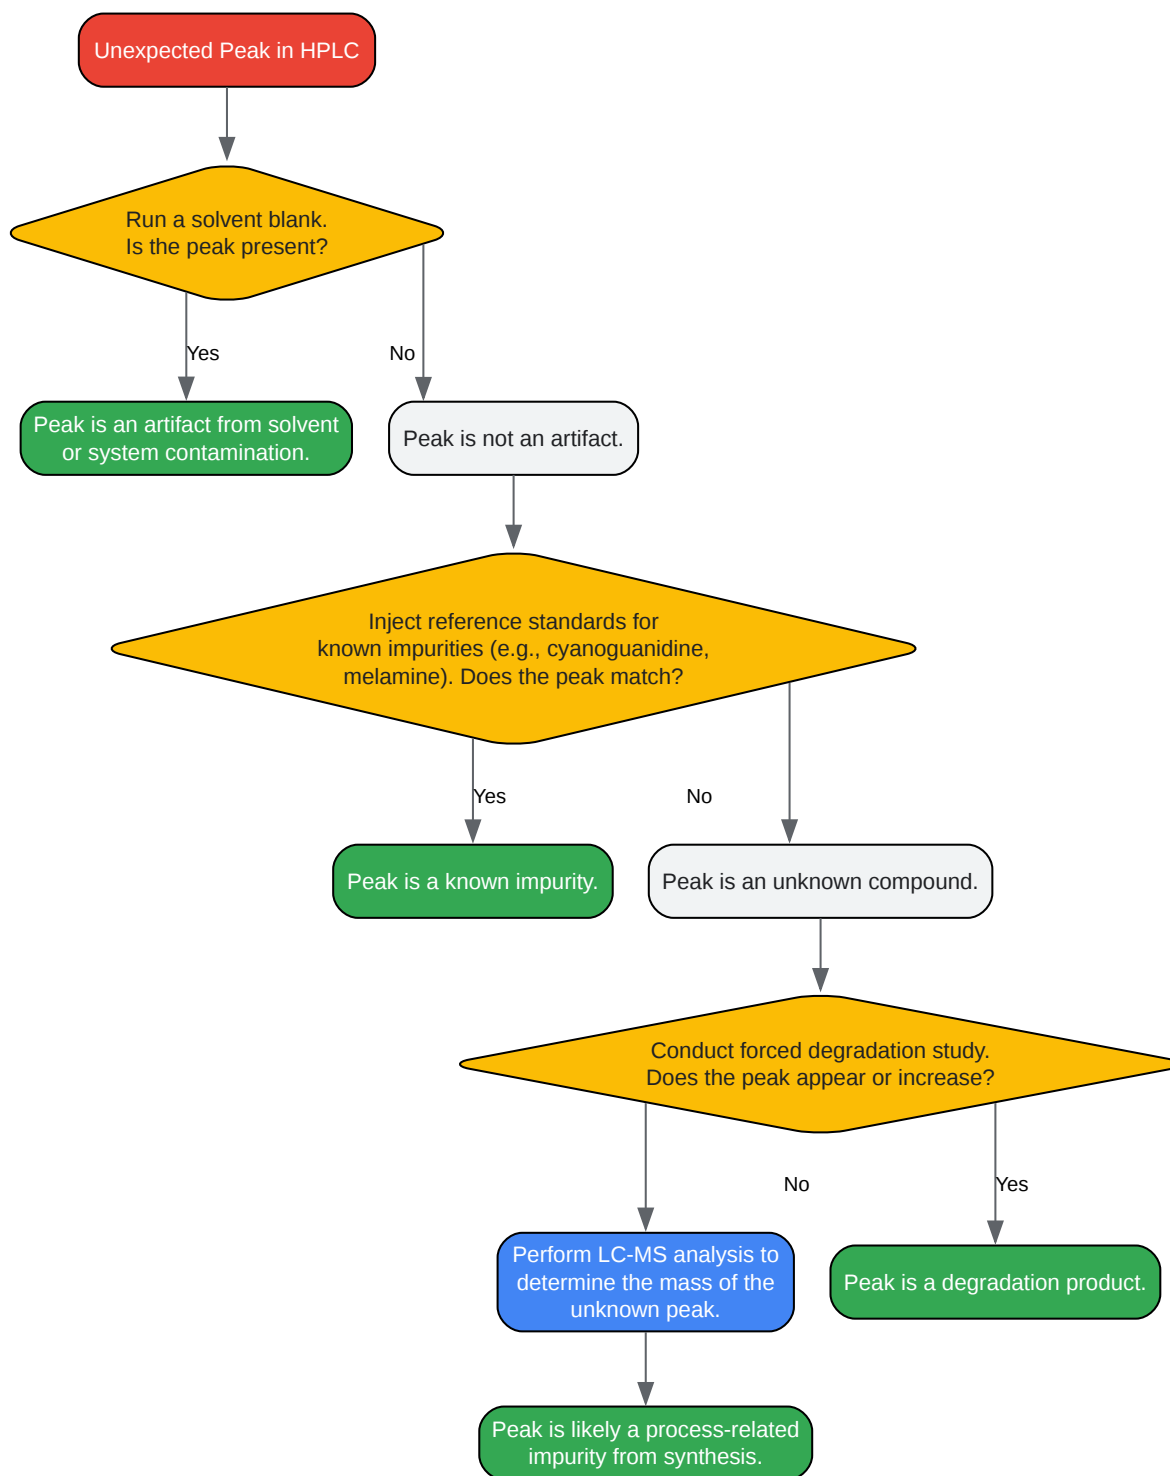 Unexpected Peak in HPLC
Run a solvent blank.
Is the peak present?
Yes
No
Peak is an artifact from solvent
or system contamination.
Peak is not an artifact.
Inject reference standards for
known impurities (e.g., cyanoguanidine,
melamine). Does the peak match?
Yes
No
Peak is a known impurity.
Peak is an unknown compound.
Conduct forced degradation study.
Does the peak appear or increase?
No
Yes
Perform LC-MS analysis to
determine the mass of the
unknown peak.
Peak is a degradation product.
Peak is likely a process-related
impurity from synthesis.